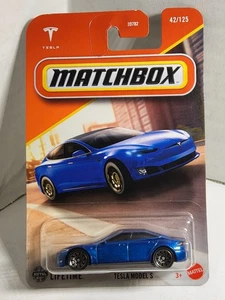 TESLA
42/125
MATCHBOX
LIFETIME
TESLA MODEL S
3+
MATTEL